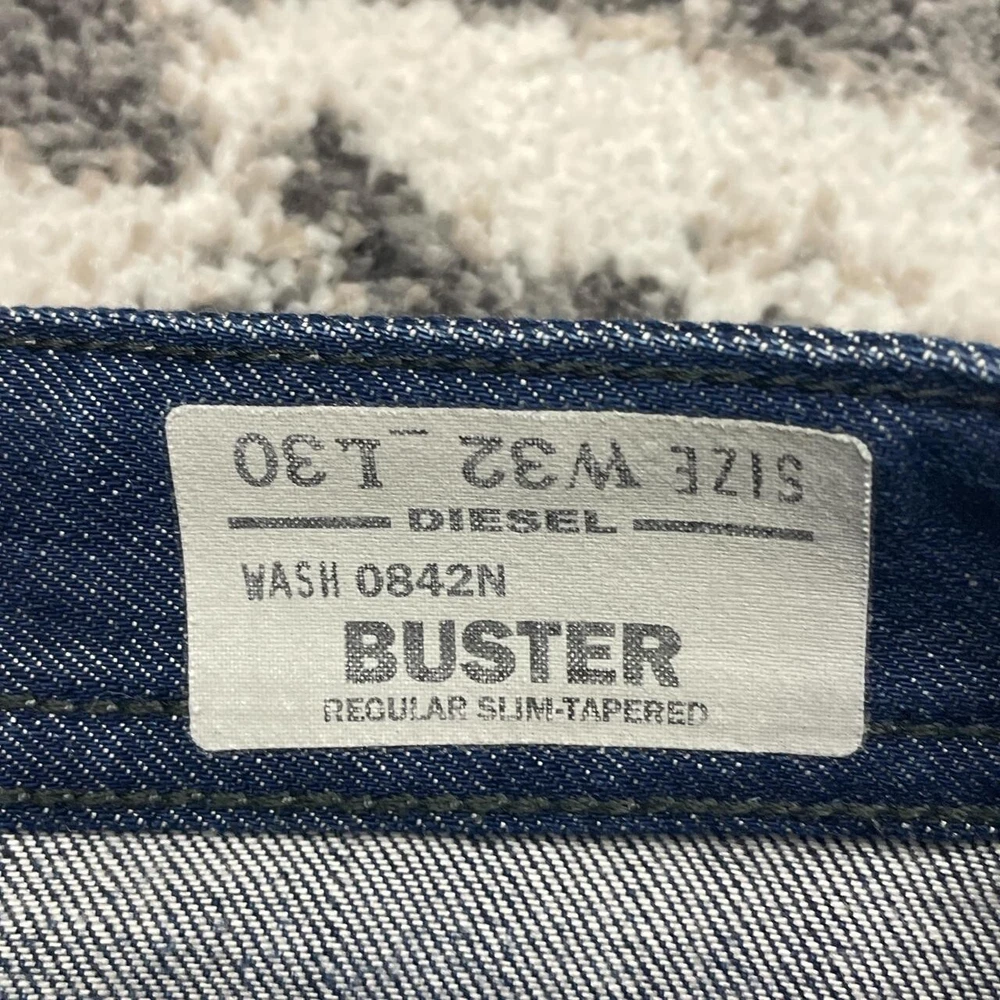 SIZE W32 L30
DIESEL
WASH 0842N
BUSTER
REGULAR SLIM-TAPERED